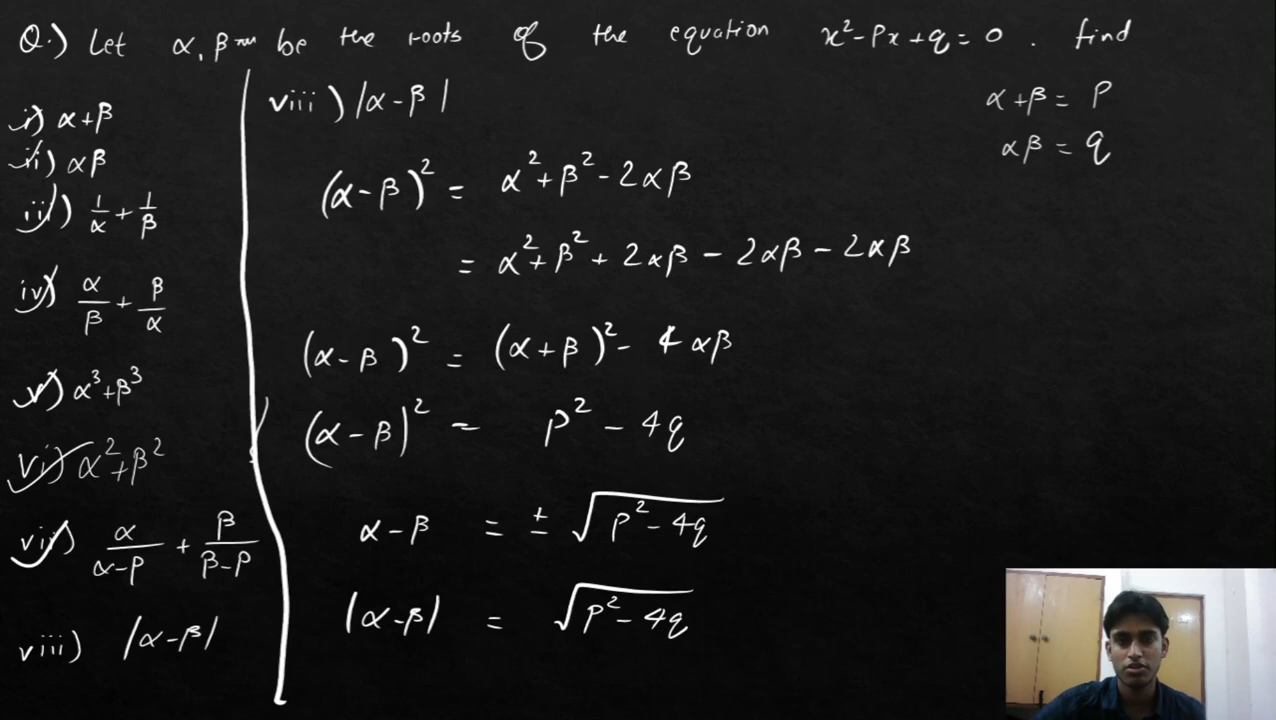 Q.) Let α, β be the roots of the equation x² - Px + q = 0 . find
α + β = P
αβ = q
i) α+β
ii) αβ
iii) 1/α + 1/β
iv) α/β + β/α
v) α³+β³
vi) α²+β²
vii) α/(α-P) + β/(β-P)
viii) |α-β|
viii) |α-β|
(α-β)² = α²+β²-2αβ
= α²+β²+2αβ-2αβ-2αβ
(α-β)² = (α+β)²- 4αβ
(α-β)² = P²-4q
α-β = ± √(P²-4q)
|α-β| = √(P²-4q)